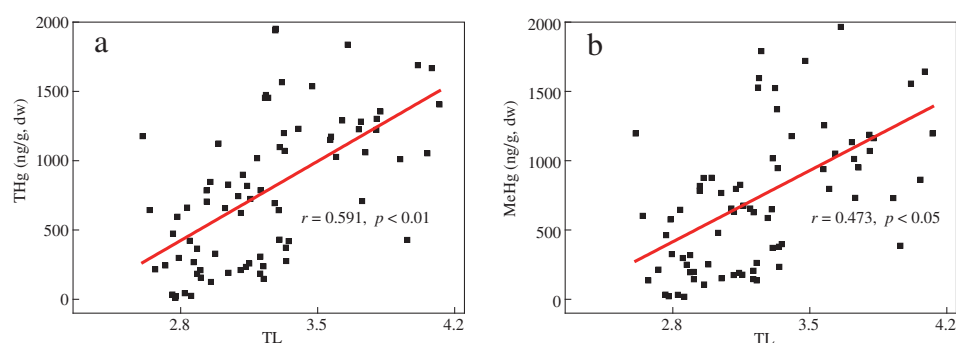 a
2000
1500
1000
500
0
THg (ng/g, dw)
r = 0.591, p < 0.01
2.8
3.5
4.2
TL
b
2000
1500
1000
500
0
MeHg (ng/g, dw)
r = 0.473, p < 0.05
2.8
3.5
4.2
TL